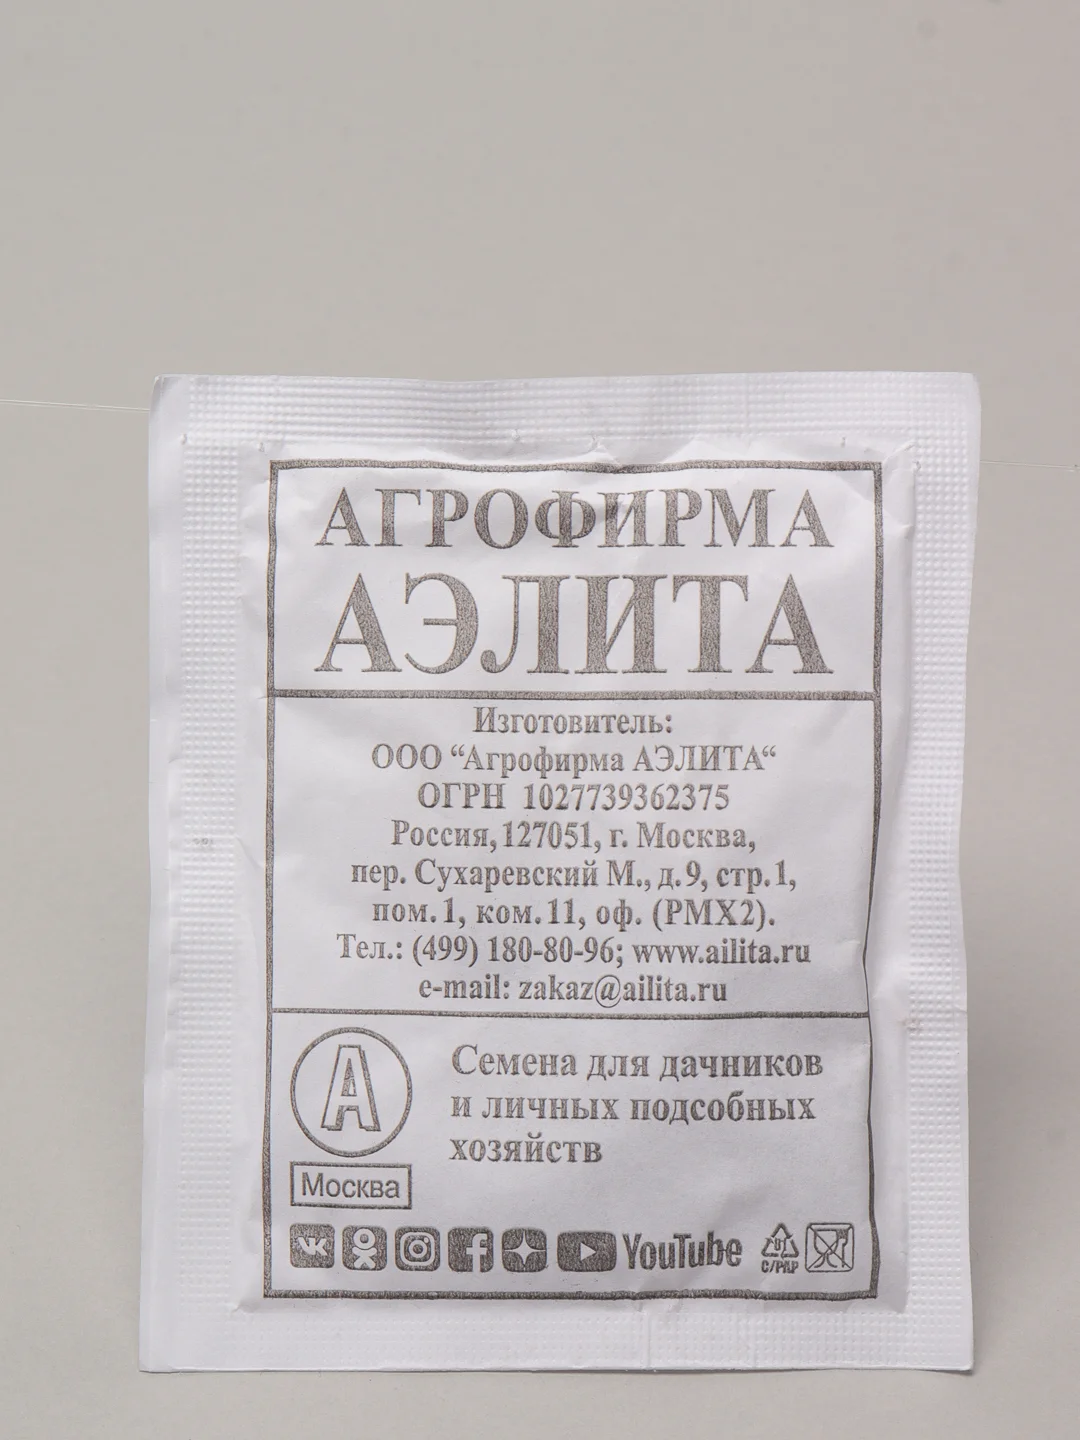 АГРОФИРМА
АЭЛИТА
Изготовитель:
ООО “Агрофирма АЭЛИТА“
ОГРН 1027739362375
Россия, 127051, г. Москва,
пер. Сухаревский М., д. 9, стр. 1,
пом. 1, ком. 11, оф. (РМХ2).
Тел.: (499) 180-80-96; www.ailita.ru
e-mail: zakaz@ailita.ru
А
Семена для дачников
и личных подсобных
хозяйств
Москва
YouTube
C/PAP